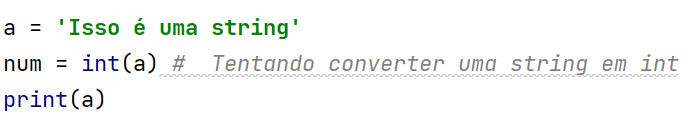 a = 'Isso é uma string'
num = int(a) #  Tentando converter uma string em int
print(a)